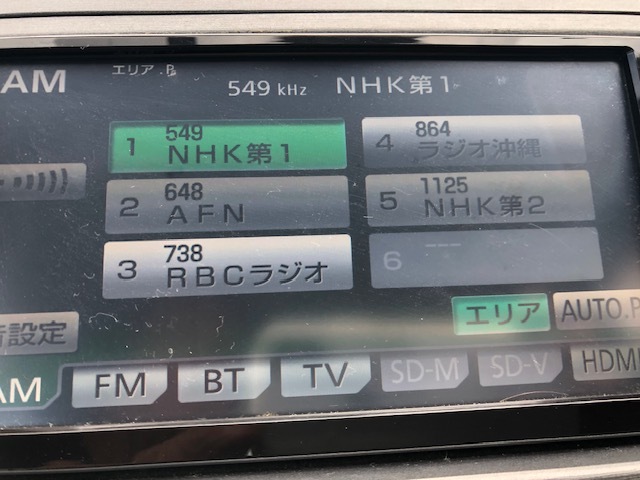 AM エリア.P 549 kHz NHK第1
1 549 NHK第1
2 648 AFN
3 738 RBCラジオ
4 864 ラジオ沖縄
5 1125 NHK第2
6 ---
エリア AUTO.P
音設定
AM FM BT TV SD-M SD-V HDMI